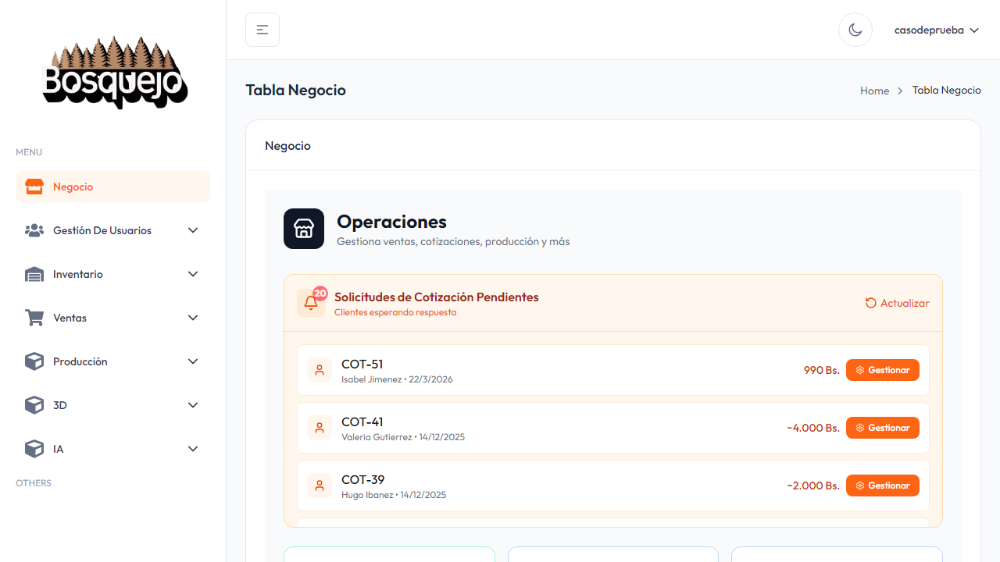 Bosquejo
casodeprueba
Tabla Negocio
Home
Tabla Negocio
MENU
Negocio
Gestión De Usuarios
Inventario
Ventas
Producción
3D
IA
OTHERS
Negocio
Operaciones
Gestiona ventas, cotizaciones, producción y más
20
Solicitudes de Cotización Pendientes
Clientes esperando respuesta
Actualizar
COT-51
Isabel Jimenez • 22/3/2026
990 Bs.
Gestionar
COT-41
Valeria Gutierrez • 14/12/2025
~4.000 Bs.
Gestionar
COT-39
Hugo Ibanez • 14/12/2025
~2.000 Bs.
Gestionar